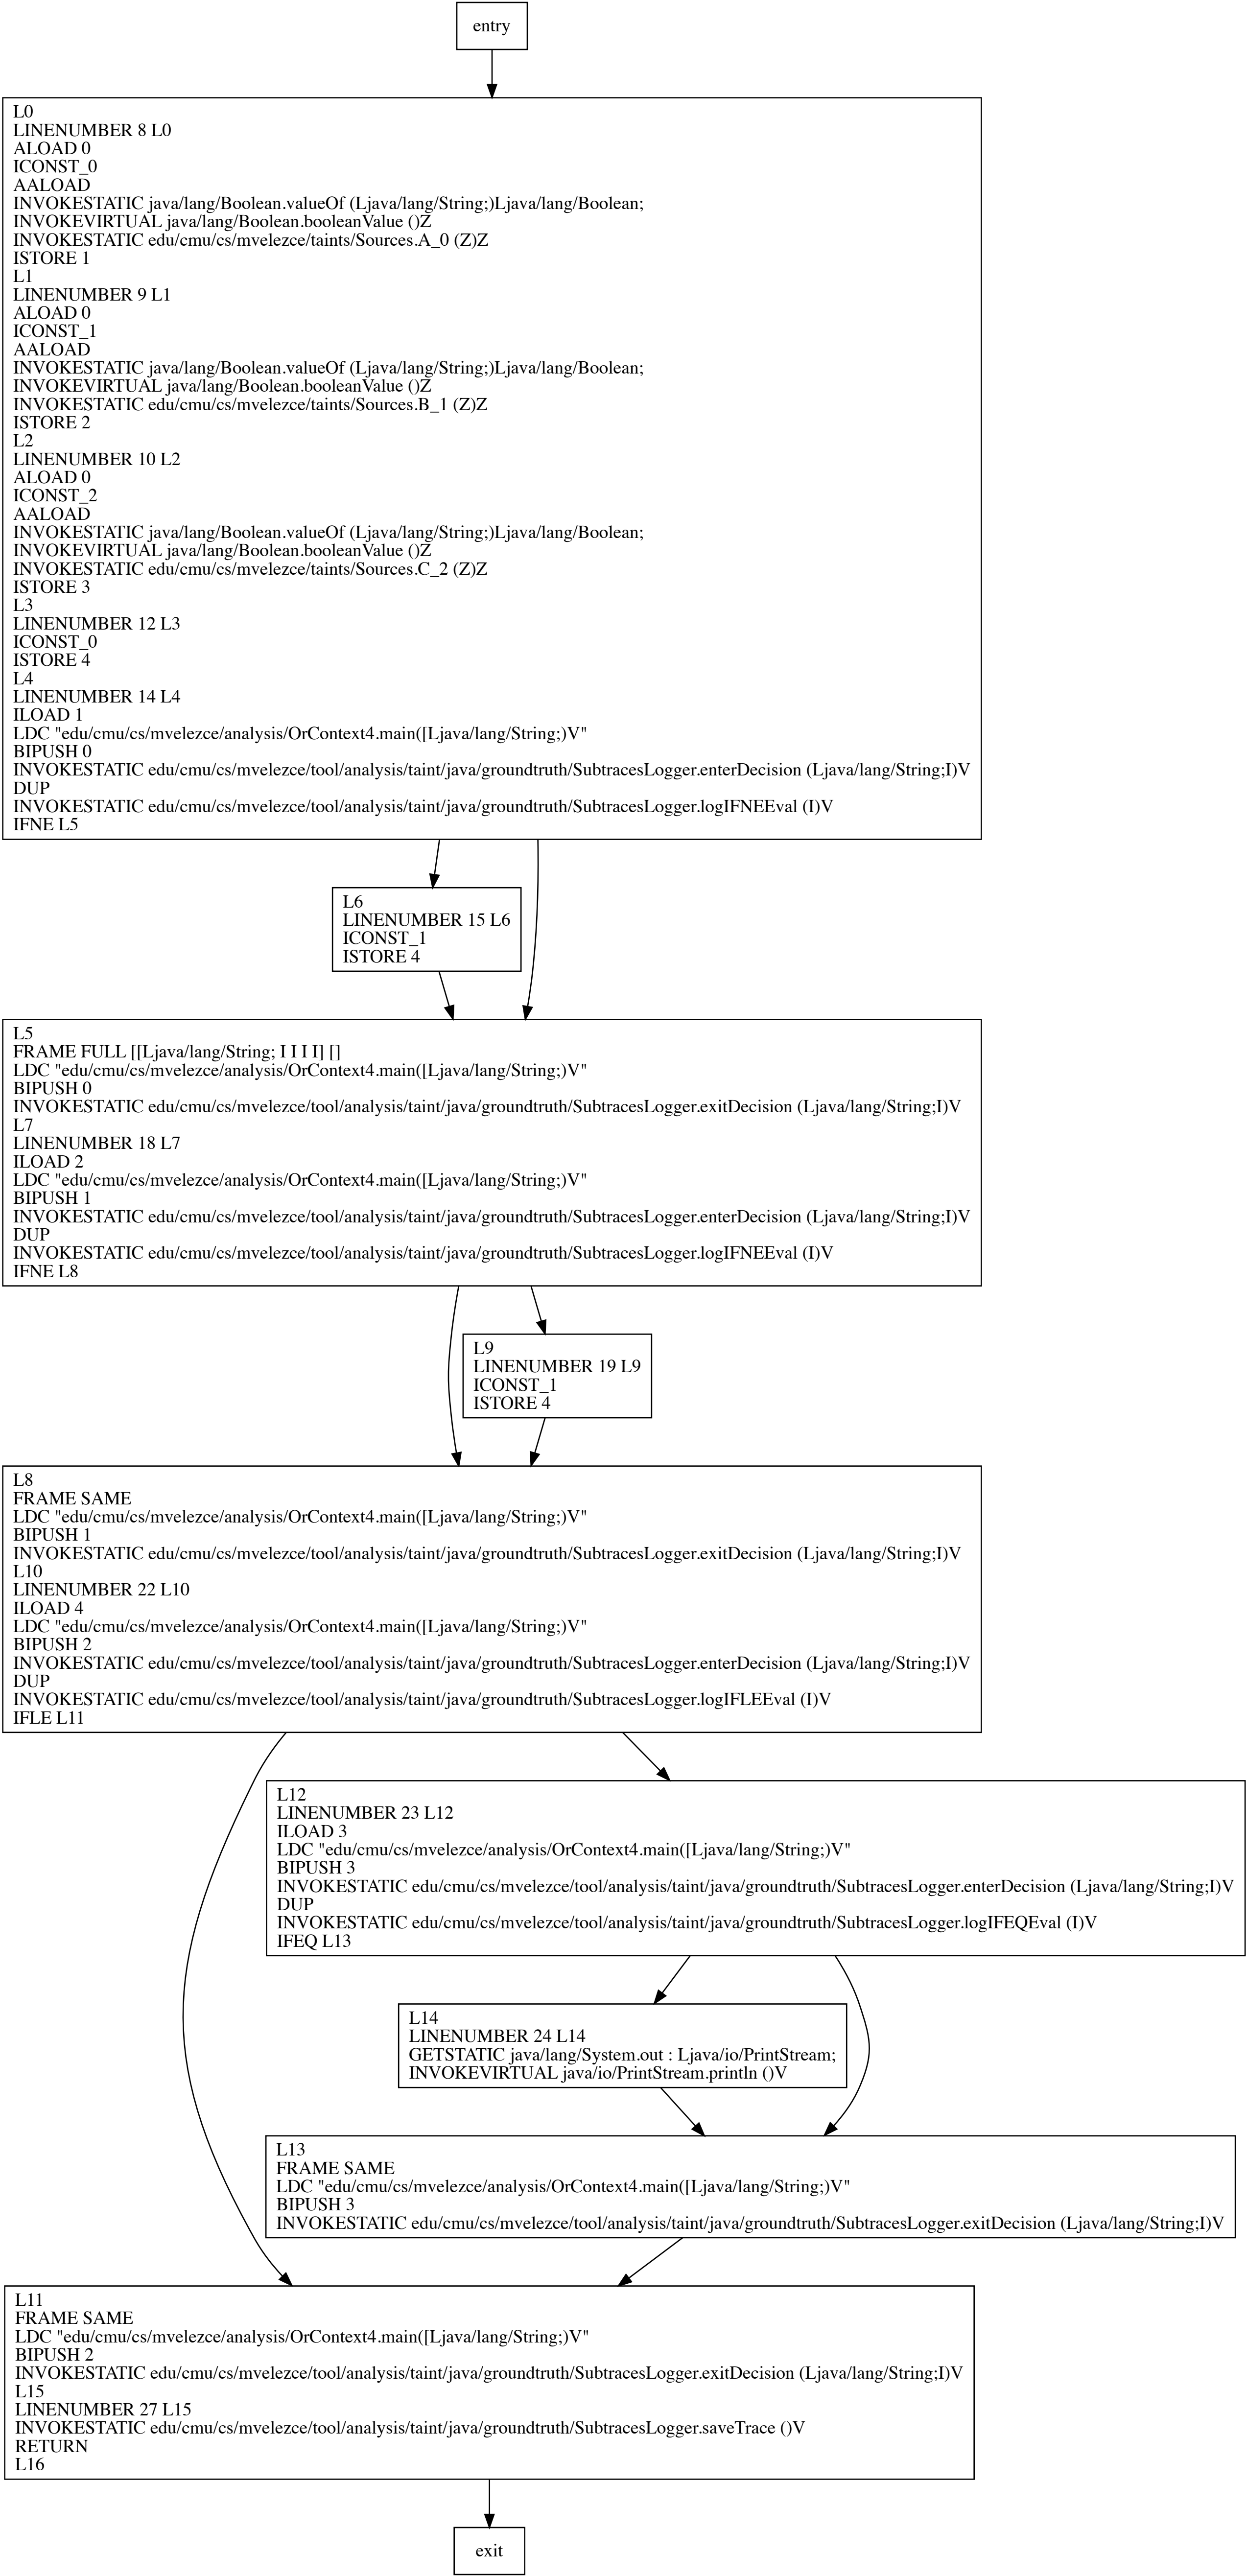 entry
L0
LINENUMBER 8 L0
ALOAD 0
ICONST_0
AALOAD
INVOKESTATIC java/lang/Boolean.valueOf (Ljava/lang/String;)Ljava/lang/Boolean;
INVOKEVIRTUAL java/lang/Boolean.booleanValue ()Z
INVOKESTATIC edu/cmu/cs/mvelezce/taints/Sources.A_0 (Z)Z
ISTORE 1
L1
LINENUMBER 9 L1
ALOAD 0
ICONST_1
AALOAD
INVOKESTATIC java/lang/Boolean.valueOf (Ljava/lang/String;)Ljava/lang/Boolean;
INVOKEVIRTUAL java/lang/Boolean.booleanValue ()Z
INVOKESTATIC edu/cmu/cs/mvelezce/taints/Sources.B_1 (Z)Z
ISTORE 2
L2
LINENUMBER 10 L2
ALOAD 0
ICONST_2
AALOAD
INVOKESTATIC java/lang/Boolean.valueOf (Ljava/lang/String;)Ljava/lang/Boolean;
INVOKEVIRTUAL java/lang/Boolean.booleanValue ()Z
INVOKESTATIC edu/cmu/cs/mvelezce/taints/Sources.C_2 (Z)Z
ISTORE 3
L3
LINENUMBER 12 L3
ICONST_0
ISTORE 4
L4
LINENUMBER 14 L4
ILOAD 1
LDC "edu/cmu/cs/mvelezce/analysis/OrContext4.main([Ljava/lang/String;)V"
BIPUSH 0
INVOKESTATIC edu/cmu/cs/mvelezce/tool/analysis/taint/java/groundtruth/SubtracesLogger.enterDecision (Ljava/lang/String;I)V
DUP
INVOKESTATIC edu/cmu/cs/mvelezce/tool/analysis/taint/java/groundtruth/SubtracesLogger.logIFNEEval (I)V
IFNE L5
L6
LINENUMBER 15 L6
ICONST_1
ISTORE 4
L5
FRAME FULL [[Ljava/lang/String; I I I I] []
LDC "edu/cmu/cs/mvelezce/analysis/OrContext4.main([Ljava/lang/String;)V"
BIPUSH 0
INVOKESTATIC edu/cmu/cs/mvelezce/tool/analysis/taint/java/groundtruth/SubtracesLogger.exitDecision (Ljava/lang/String;I)V
L7
LINENUMBER 18 L7
ILOAD 2
LDC "edu/cmu/cs/mvelezce/analysis/OrContext4.main([Ljava/lang/String;)V"
BIPUSH 1
INVOKESTATIC edu/cmu/cs/mvelezce/tool/analysis/taint/java/groundtruth/SubtracesLogger.enterDecision (Ljava/lang/String;I)V
DUP
INVOKESTATIC edu/cmu/cs/mvelezce/tool/analysis/taint/java/groundtruth/SubtracesLogger.logIFNEEval (I)V
IFNE L8
L9
LINENUMBER 19 L9
ICONST_1
ISTORE 4
L8
FRAME SAME
LDC "edu/cmu/cs/mvelezce/analysis/OrContext4.main([Ljava/lang/String;)V"
BIPUSH 1
INVOKESTATIC edu/cmu/cs/mvelezce/tool/analysis/taint/java/groundtruth/SubtracesLogger.exitDecision (Ljava/lang/String;I)V
L10
LINENUMBER 22 L10
ILOAD 4
LDC "edu/cmu/cs/mvelezce/analysis/OrContext4.main([Ljava/lang/String;)V"
BIPUSH 2
INVOKESTATIC edu/cmu/cs/mvelezce/tool/analysis/taint/java/groundtruth/SubtracesLogger.enterDecision (Ljava/lang/String;I)V
DUP
INVOKESTATIC edu/cmu/cs/mvelezce/tool/analysis/taint/java/groundtruth/SubtracesLogger.logIFLEEval (I)V
IFLE L11
L12
LINENUMBER 23 L12
ILOAD 3
LDC "edu/cmu/cs/mvelezce/analysis/OrContext4.main([Ljava/lang/String;)V"
BIPUSH 3
INVOKESTATIC edu/cmu/cs/mvelezce/tool/analysis/taint/java/groundtruth/SubtracesLogger.enterDecision (Ljava/lang/String;I)V
DUP
INVOKESTATIC edu/cmu/cs/mvelezce/tool/analysis/taint/java/groundtruth/SubtracesLogger.logIFEQEval (I)V
IFEQ L13
L14
LINENUMBER 24 L14
GETSTATIC java/lang/System.out : Ljava/io/PrintStream;
INVOKEVIRTUAL java/io/PrintStream.println ()V
L13
FRAME SAME
LDC "edu/cmu/cs/mvelezce/analysis/OrContext4.main([Ljava/lang/String;)V"
BIPUSH 3
INVOKESTATIC edu/cmu/cs/mvelezce/tool/analysis/taint/java/groundtruth/SubtracesLogger.exitDecision (Ljava/lang/String;I)V
L11
FRAME SAME
LDC "edu/cmu/cs/mvelezce/analysis/OrContext4.main([Ljava/lang/String;)V"
BIPUSH 2
INVOKESTATIC edu/cmu/cs/mvelezce/tool/analysis/taint/java/groundtruth/SubtracesLogger.exitDecision (Ljava/lang/String;I)V
L15
LINENUMBER 27 L15
INVOKESTATIC edu/cmu/cs/mvelezce/tool/analysis/taint/java/groundtruth/SubtracesLogger.saveTrace ()V
RETURN
L16
exit